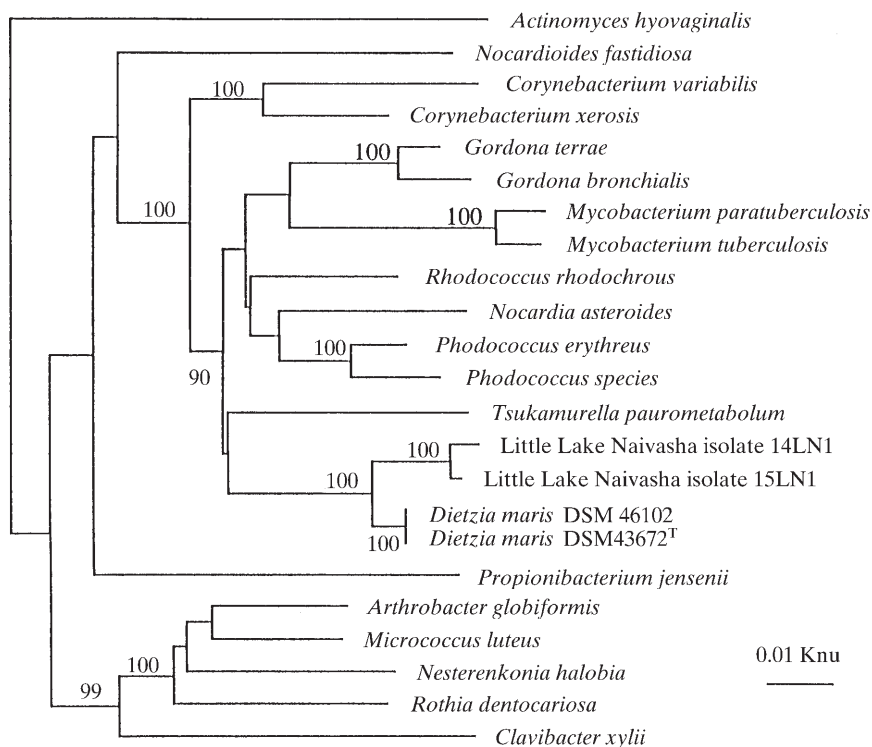 Actinomyces hyovaginalis
Nocardioides fastidiosa
Corynebacterium variabilis
100
Corynebacterium xerosis
Gordona terrae
100
Gordona bronchialis
100
Mycobacterium paratuberculosis
100
Mycobacterium tuberculosis
Rhodococcus rhodochrous
Nocardia asteroides
Phodococcus erythreus
100
Phodococcus species
90
Tsukamurella paurometabolum
Little Lake Naivasha isolate 14LN1
100
Little Lake Naivasha isolate 15LN1
100
Dietzia maris DSM 46102
Dietzia maris DSM43672ᵀ
100
Propionibacterium jensenii
Arthrobacter globiformis
Micrococcus luteus
0.01 Knu
100
Nesterenkonia halobia
99
Rothia dentocariosa
Clavibacter xylii